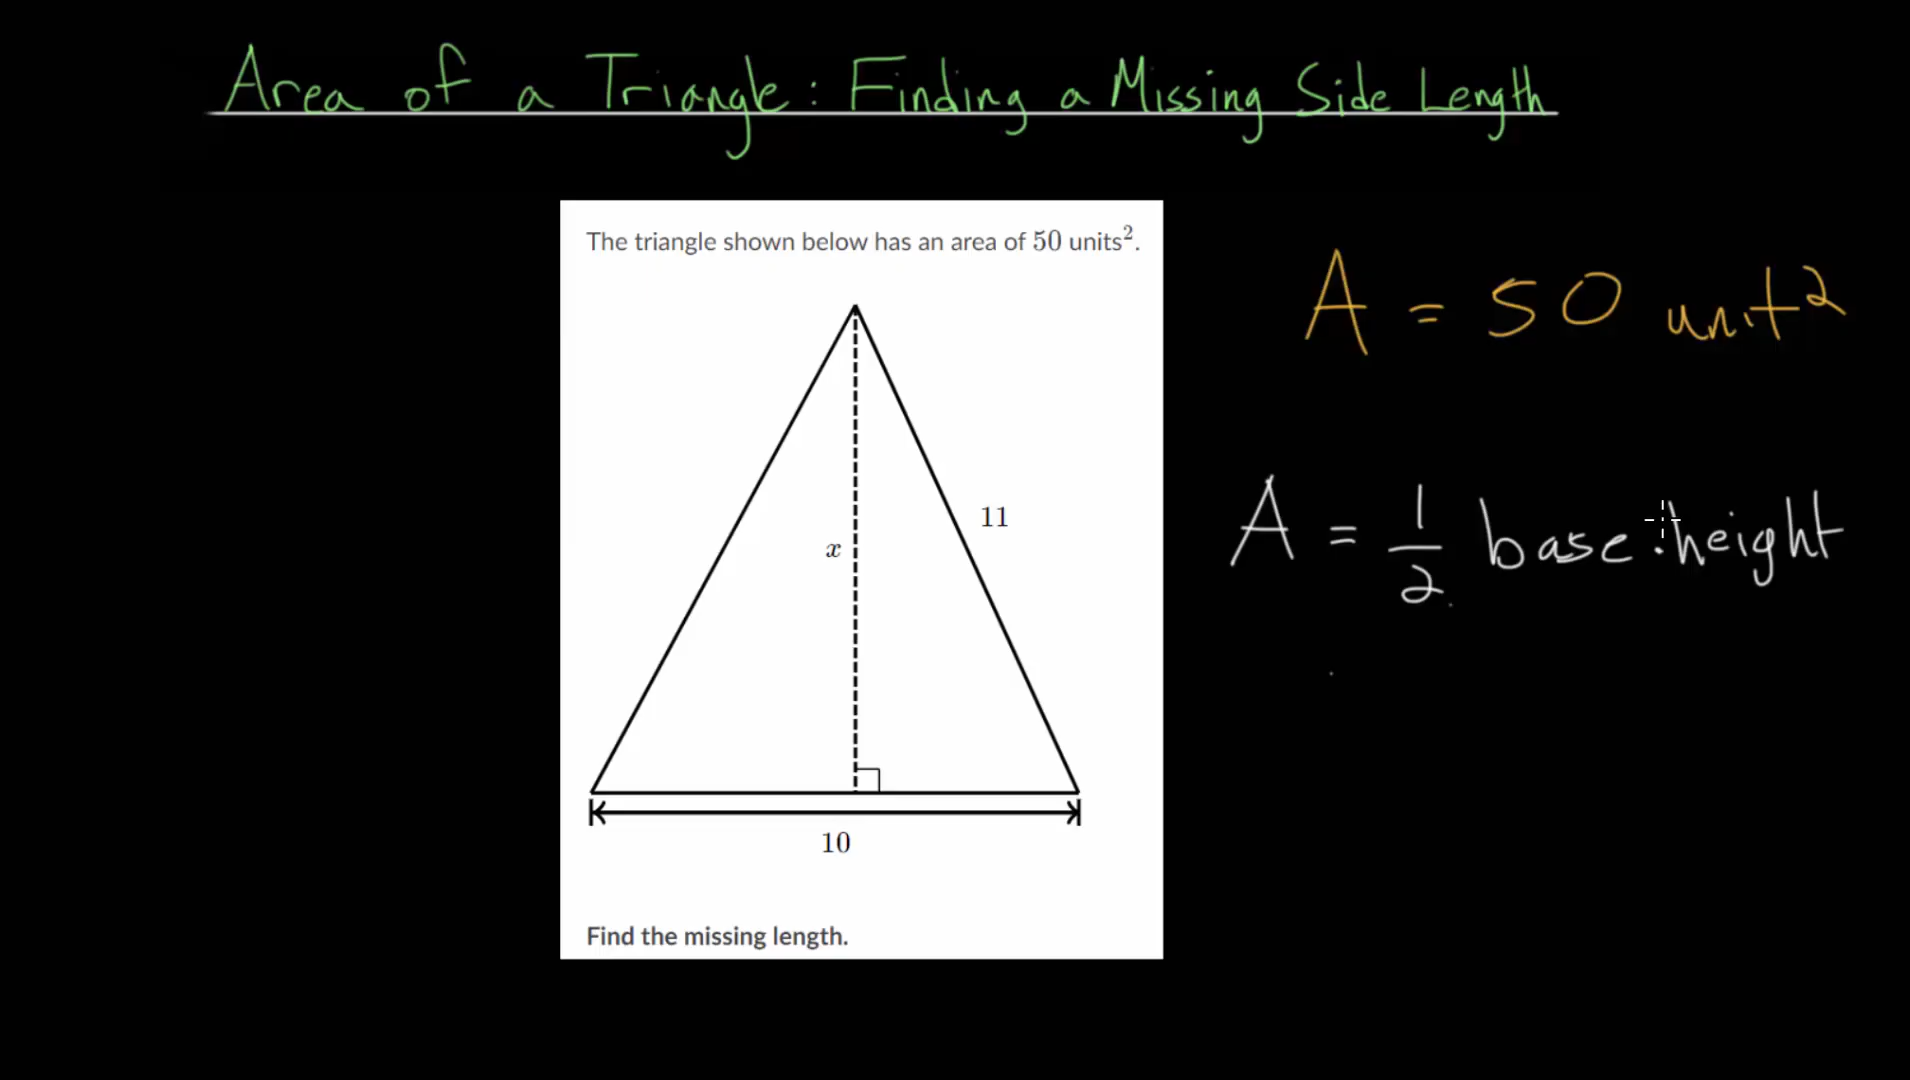 Area of a Triangle: Finding a Missing Side Length
The triangle shown below has an area of 50 units².
A = 50 unit²
11
x
A = 1/2 base · height
10
Find the missing length.